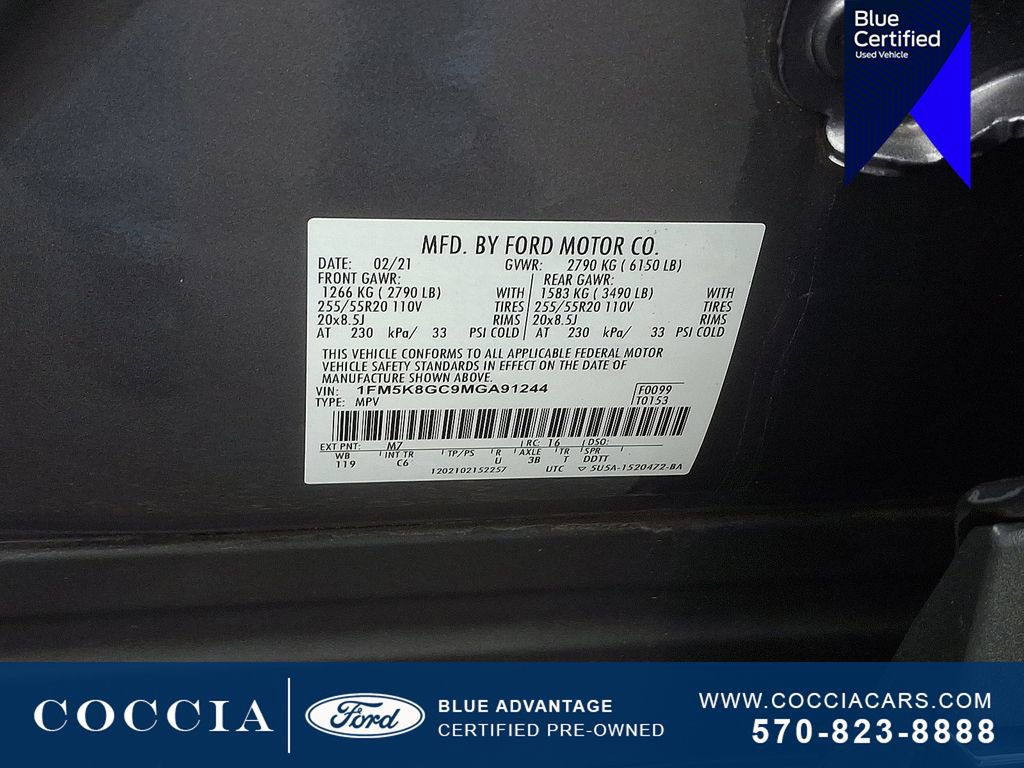 Blue
Certified
Used Vehicle
MFD. BY FORD MOTOR CO.
DATE: 02/21 GVWR: 2790 KG ( 6150 LB)
FRONT GAWR: REAR GAWR:
1266 KG ( 2790 LB) WITH 1583 KG ( 3490 LB) WITH
255/55R20 110V TIRES 255/55R20 110V TIRES
20x8.5J RIMS 20x8.5J RIMS
AT 230 kPa/ 33 PSI COLD AT 230 kPa/ 33 PSI COLD
THIS VEHICLE CONFORMS TO ALL APPLICABLE FEDERAL MOTOR
VEHICLE SAFETY STANDARDS IN EFFECT ON THE DATE OF
MANUFACTURE SHOWN ABOVE.
VIN: 1FM5K8GC9MGA91244 F0099
TYPE: MPV T0153
EXT PNT: M7 RC: 16 DSO:
WB INT TR TP/PS R AXLE TR SPR
119 C6 U 3B T DDTT
1202102152257 UTC ▽ 5U5A-1520472-BA
COCCIA Ford BLUE ADVANTAGE
CERTIFIED PRE-OWNED
WWW.COCCIACARS.COM
570-823-8888